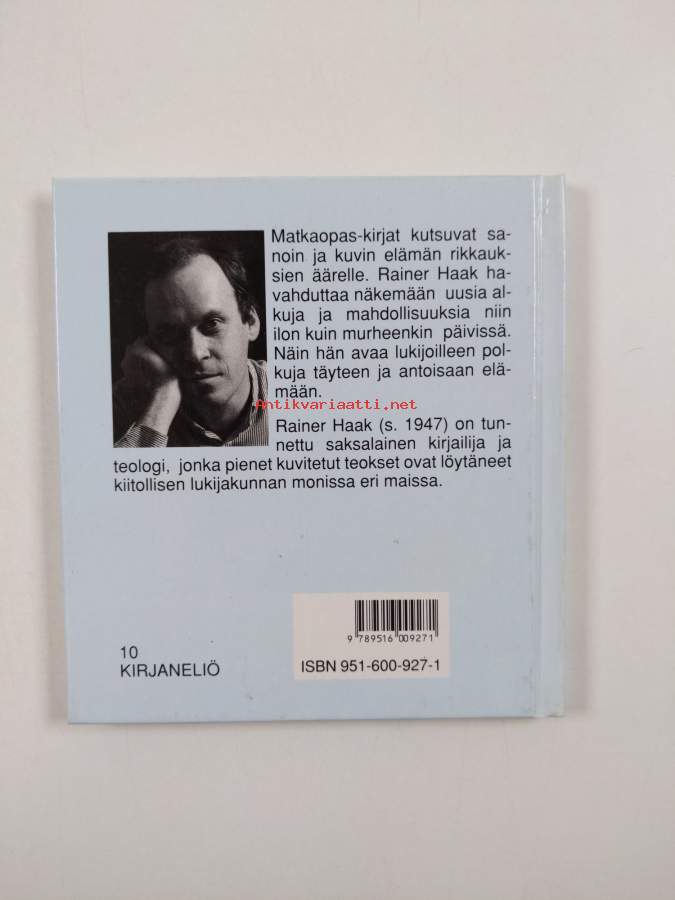 Matkaopas-kirjat kutsuvat sa-
noin ja kuvin elämän rikkauk-
sien äärelle. Rainer Haak ha-
vahduttaa näkemään uusia al-
kuja ja mahdollisuuksia niin
ilon kuin murheenkin päivissä.
Näin hän avaa lukijoilleen pol-
kuja täyteen ja antoisaan elä-
mään.
Antikvariaatti.net
Rainer Haak (s. 1947) on tun-
nettu saksalainen kirjailija ja
teologi, jonka pienet kuvitetut teokset ovat löytäneet
kiitollisen lukijakunnan monissa eri maissa.
9 789516 009271
ISBN 951-600-927-1
10
KIRJANELIÖ